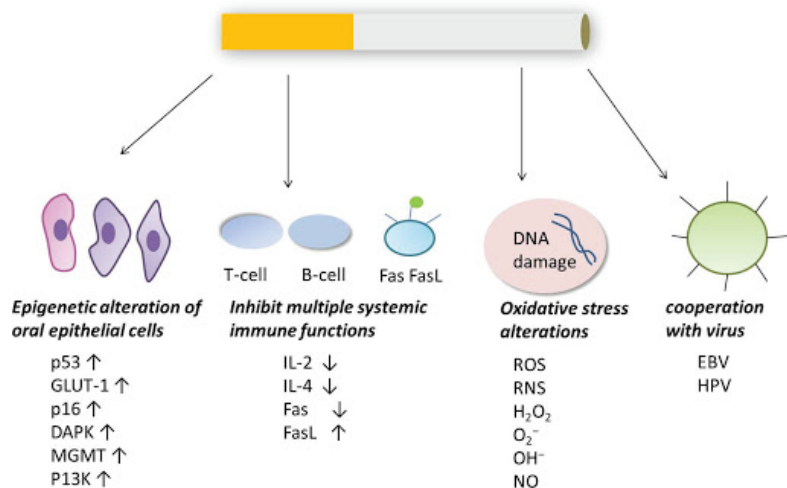 T-cell
B-cell
Fas FasL
DNA
damage
Epigenetic alteration of
oral epithelial cells
p53 ↑
GLUT-1 ↑
p16 ↑
DAPK ↑
MGMT ↑
P13K ↑
Inhibit multiple systemic
immune functions
IL-2 ↓
IL-4 ↓
Fas ↓
FasL ↑
Oxidative stress
alterations
ROS
RNS
H₂O₂
O₂⁻
OH⁻
NO
cooperation
with virus
EBV
HPV